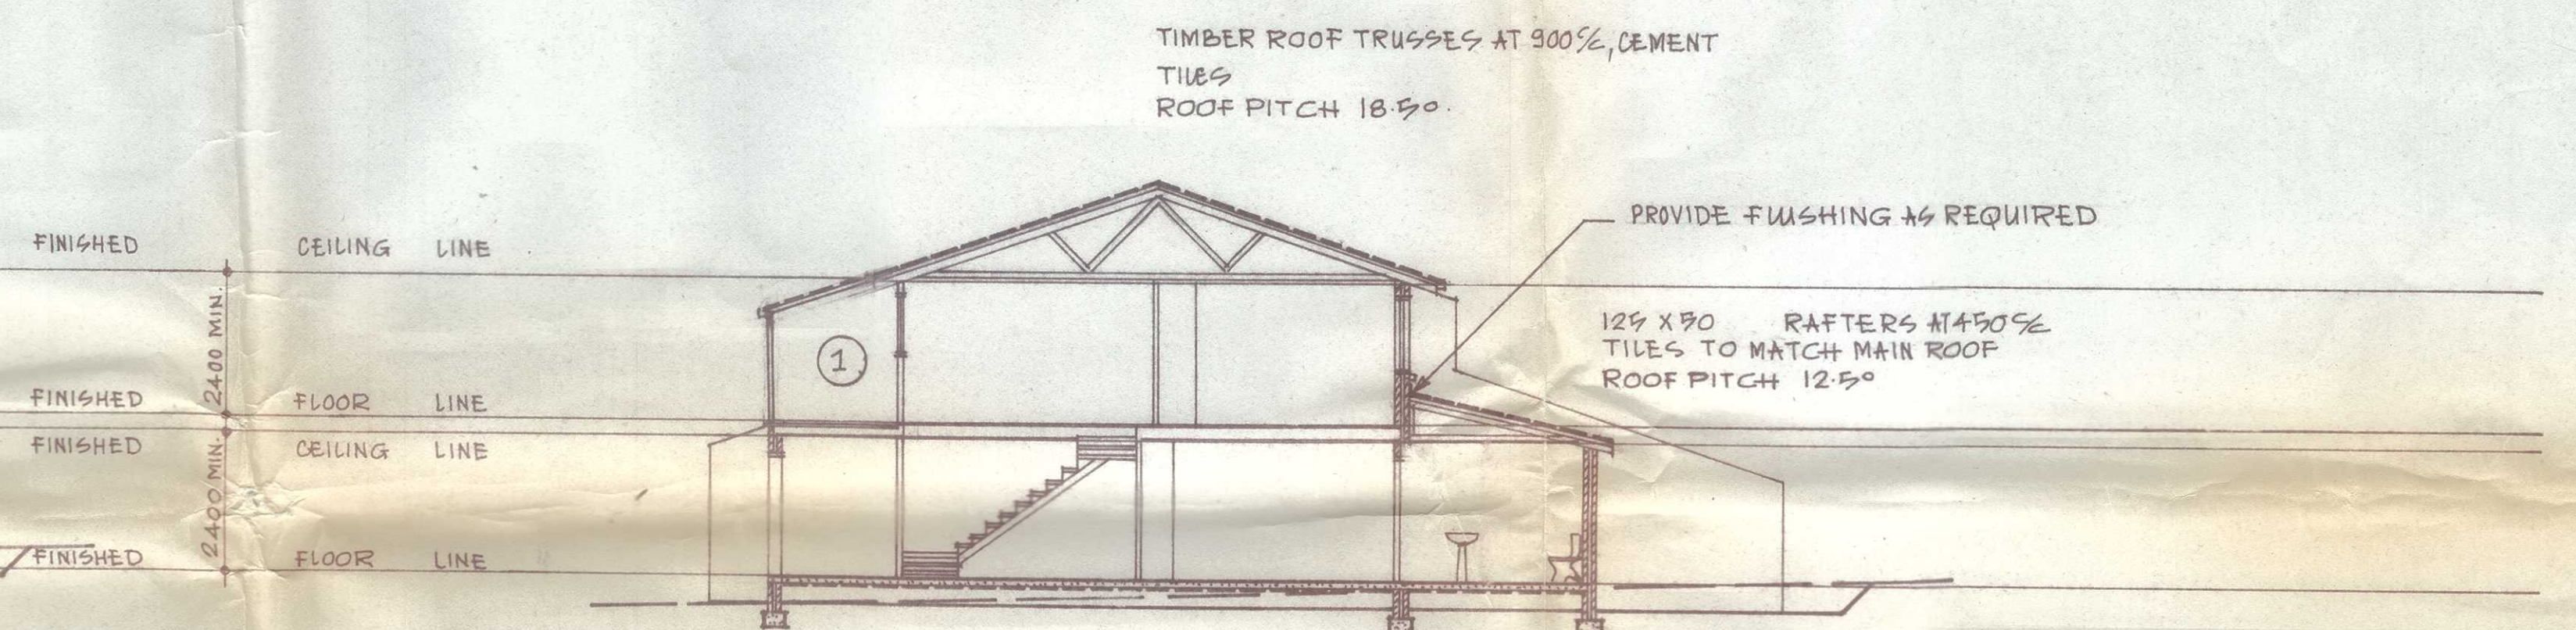 TIMBER ROOF TRUSSES AT 900 C/C, CEMENT
TILES
ROOF PITCH 18.5°.
PROVIDE FLUSHING AS REQUIRED
FINISHED CEILING LINE
2400 MIN.
125 X 50 RAFTERS AT 450 C/C
TILES TO MATCH MAIN ROOF
ROOF PITCH 12.5°
1
FINISHED FLOOR LINE
FINISHED CEILING LINE
2400 MIN.
FINISHED FLOOR LINE